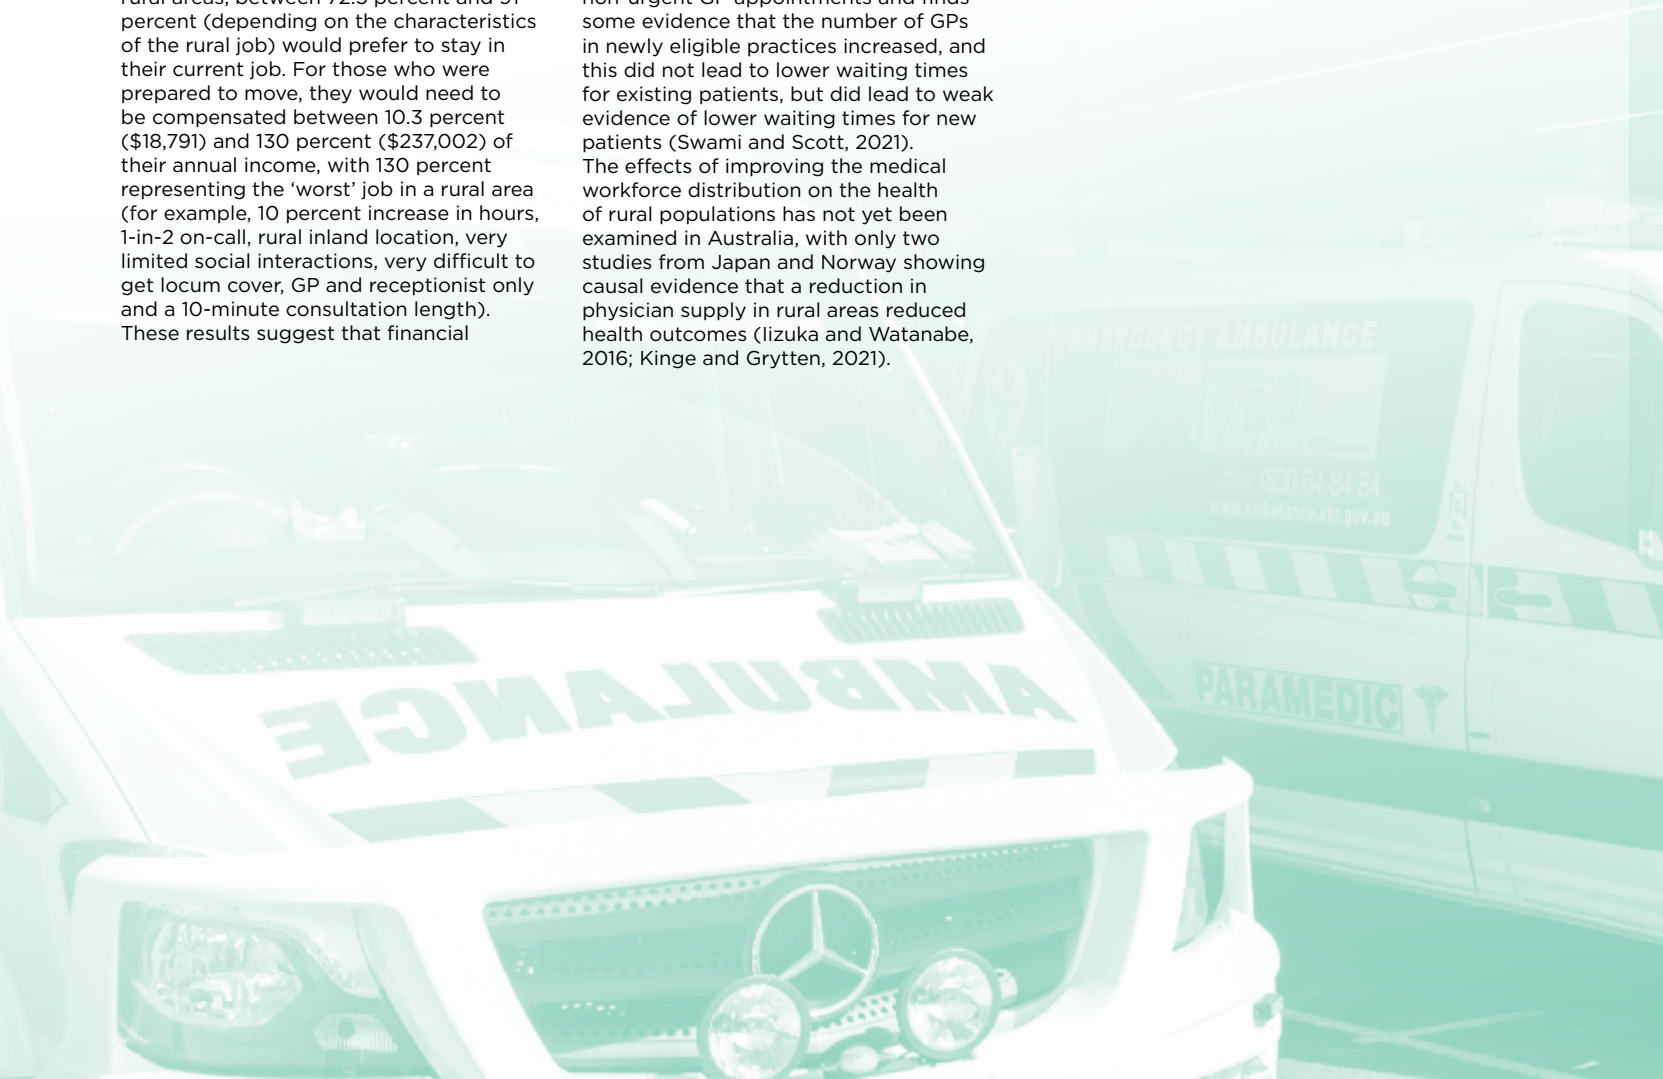 percent (depending on the characteristics
of the rural job) would prefer to stay in
their current job. For those who were
prepared to move, they would need to
be compensated between 10.3 percent
($18,791) and 130 percent ($237,002) of
their annual income, with 130 percent
representing the ‘worst’ job in a rural area
(for example, 10 percent increase in hours,
1-in-2 on-call, rural inland location, very
limited social interactions, very difficult to
get locum cover, GP and receptionist only
and a 10-minute consultation length).
These results suggest that financial
some evidence that the number of GPs
in newly eligible practices increased, and
this did not lead to lower waiting times
for existing patients, but did lead to weak
evidence of lower waiting times for new
patients (Swami and Scott, 2021).
The effects of improving the medical
workforce distribution on the health
of rural populations has not yet been
examined in Australia, with only two
studies from Japan and Norway showing
causal evidence that a reduction in
physician supply in rural areas reduced
health outcomes (Iizuka and Watanabe,
2016; Kinge and Grytten, 2021).
EMERGENCY AMBULANCE
1800 64 84 84
www.ambulance.vic.gov.au
PARAMEDIC
AMBULANCE